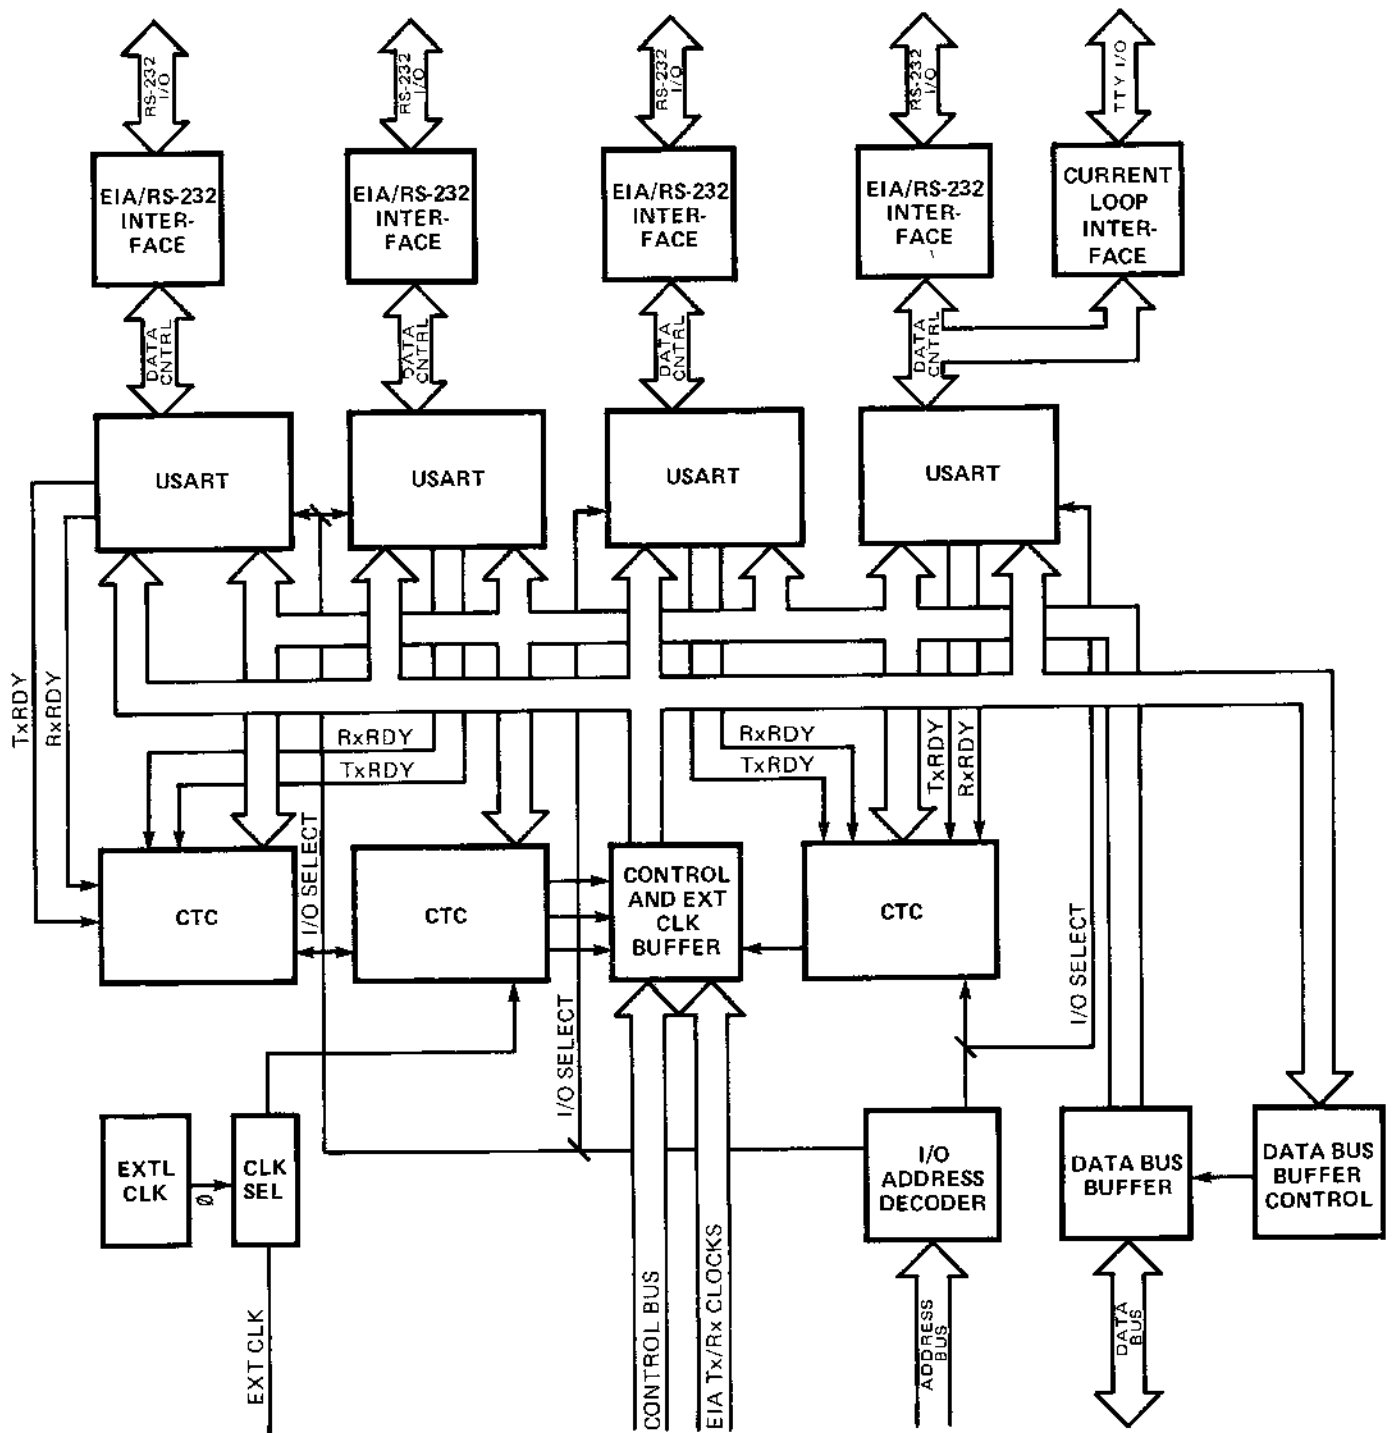 RS-232
I/O
RS-232
I/O
RS-232
I/O
RS-232
I/O
TTY I/O
EIA/RS-232
INTER-
FACE
EIA/RS-232
INTER-
FACE
EIA/RS-232
INTER-
FACE
EIA/RS-232
INTER-
FACE
CURRENT
LOOP
INTER-
FACE
DATA
CNTRL
DATA
CNTRL
DATA
CNTRL
DATA
CNTRL
USART
USART
USART
USART
TxRDY
RxRDY
RxRDY
TxRDY
RxRDY
TxRDY
TxRDY
RxRDY
CTC
I/O SELECT
CTC
CONTROL
AND EXT
CLK
BUFFER
CTC
I/O SELECT
I/O SELECT
EXTL
CLK
Ø
CLK
SEL
I/O
ADDRESS
DECODER
DATA BUS
BUFFER
DATA BUS
BUFFER
CONTROL
EXT CLK
CONTROL BUS
EIA Tx/Rx CLOCKS
ADDRESS
BUS
DATA
BUS